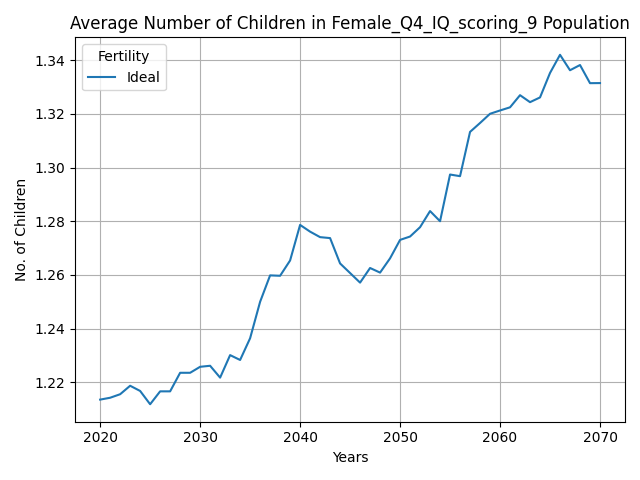 Average Number of Children in Female_Q4_IQ_scoring_9 Population
Fertility
Ideal
1.34
1.32
1.30
1.28
1.26
1.24
1.22
No. of Children
2020 2030 2040 2050 2060 2070
Years